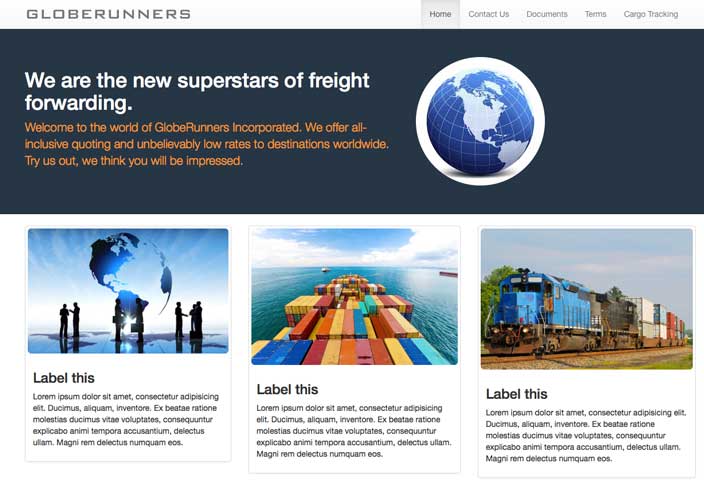 GLOBERUNNERS
Home Contact Us Documents Terms Cargo Tracking
We are the new superstars of freight
forwarding.
Welcome to the world of GlobeRunners Incorporated. We offer all-
inclusive quoting and unbelievably low rates to destinations worldwide.
Try us out, we think you will be impressed.
Label this
Lorem ipsum dolor sit amet, consectetur adipisicing
elit. Ducimus, aliquam, inventore. Ex beatae ratione
molestias ducimus vitae voluptates, consequuntur
explicabo animi tempora accusantium, delectus
ullam. Magni rem delectus numquam eos.
Label this
Lorem ipsum dolor sit amet, consectetur adipisicing
elit. Ducimus, aliquam, inventore. Ex beatae ratione
molestias ducimus vitae voluptates, consequuntur
explicabo animi tempora accusantium, delectus
ullam. Magni rem delectus numquam eos.
Label this
Lorem ipsum dolor sit amet, consectetur adipisicing elit.
Ducimus, aliquam, inventore. Ex beatae ratione
molestias ducimus vitae voluptates, consequuntur
explicabo animi tempora accusantium, delectus ullam.
Magni rem delectus numquam eos.